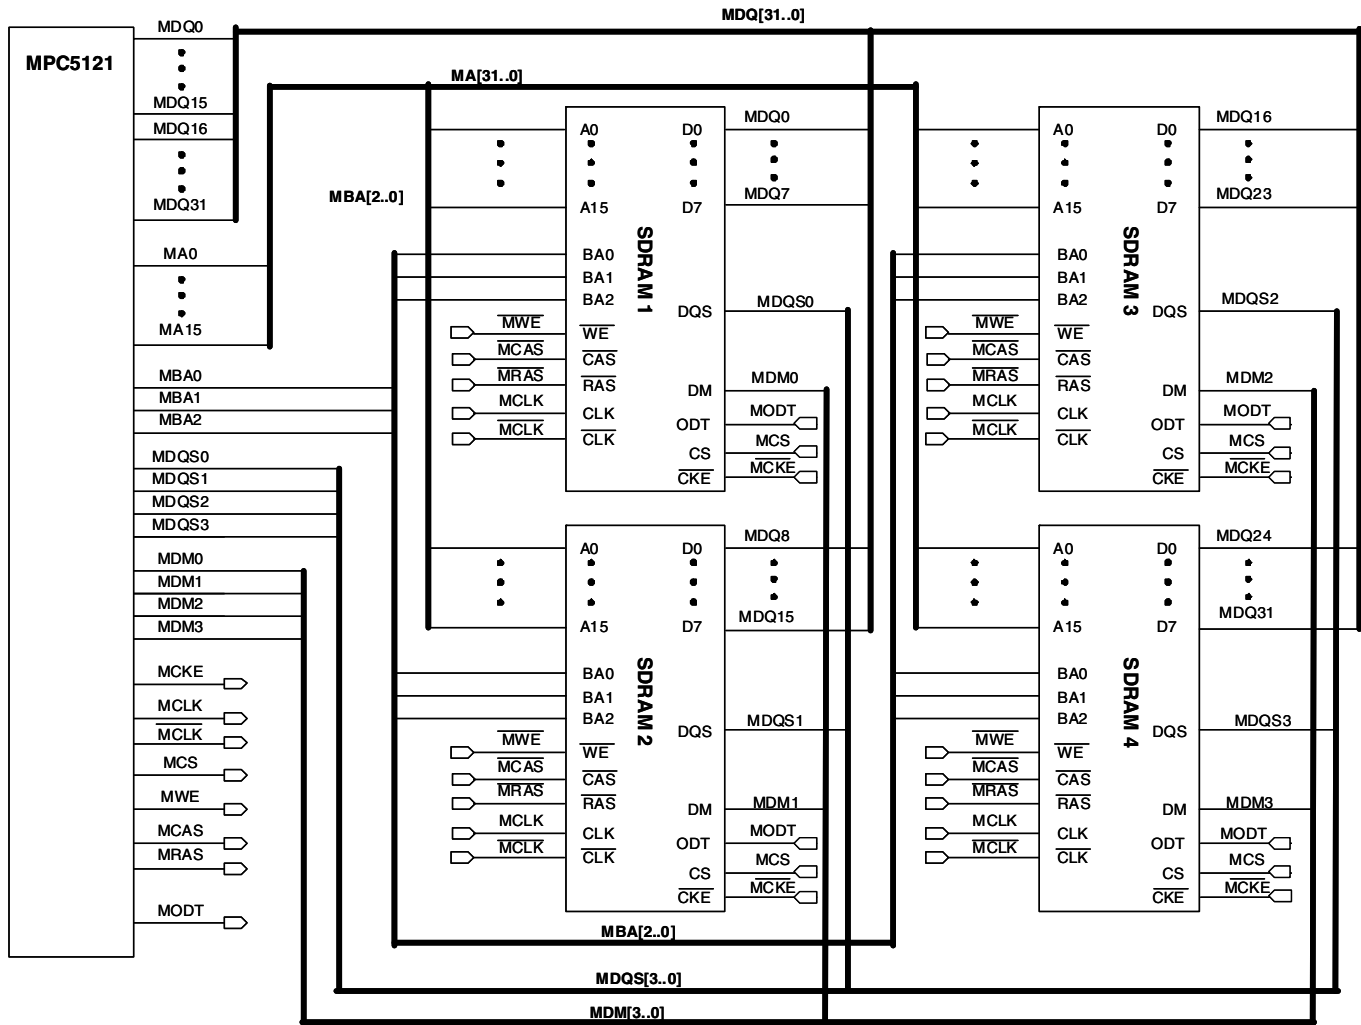 MDQ[31..0]
MPC5121
MDQ0
MDQ15
MDQ16
MDQ31
MA0
MA15
MBA0
MBA1
MBA2
MDQS0
MDQS1
MDQS2
MDQS3
MDM0
MDM1
MDM2
MDM3
MCKE
MCLK
MCLK
MCS
MWE
MCAS
MRAS
MODT
MA[31..0]
MBA[2..0]
SDRAM 1
A0
A15
BA0
BA1
BA2
MWE WE
MCAS CAS
MRAS RAS
MCLK CLK
MCLK CLK
D0 MDQ0
D7 MDQ7
DQS MDQS0
DM MDM0
ODT MODT
CS MCS
CKE MCKE
SDRAM 2
A0
A15
BA0
BA1
BA2
MWE WE
MCAS CAS
MRAS RAS
MCLK CLK
MCLK CLK
D0 MDQ8
D7 MDQ15
DQS MDQS1
DM MDM1
ODT MODT
CS MCS
CKE MCKE
SDRAM 3
A0
A15
BA0
BA1
BA2
MWE WE
MCAS CAS
MRAS RAS
MCLK CLK
MCLK CLK
D0 MDQ16
D7 MDQ23
DQS MDQS2
DM MDM2
ODT MODT
CS MCS
CKE MCKE
SDRAM 4
A0
A15
BA0
BA1
BA2
MWE WE
MCAS CAS
MRAS RAS
MCLK CLK
MCLK CLK
D0 MDQ24
D7 MDQ31
DQS MDQS3
DM MDM3
ODT MODT
CS MCS
CKE MCKE
MBA[2..0]
MDQS[3..0]
MDM[3..0]